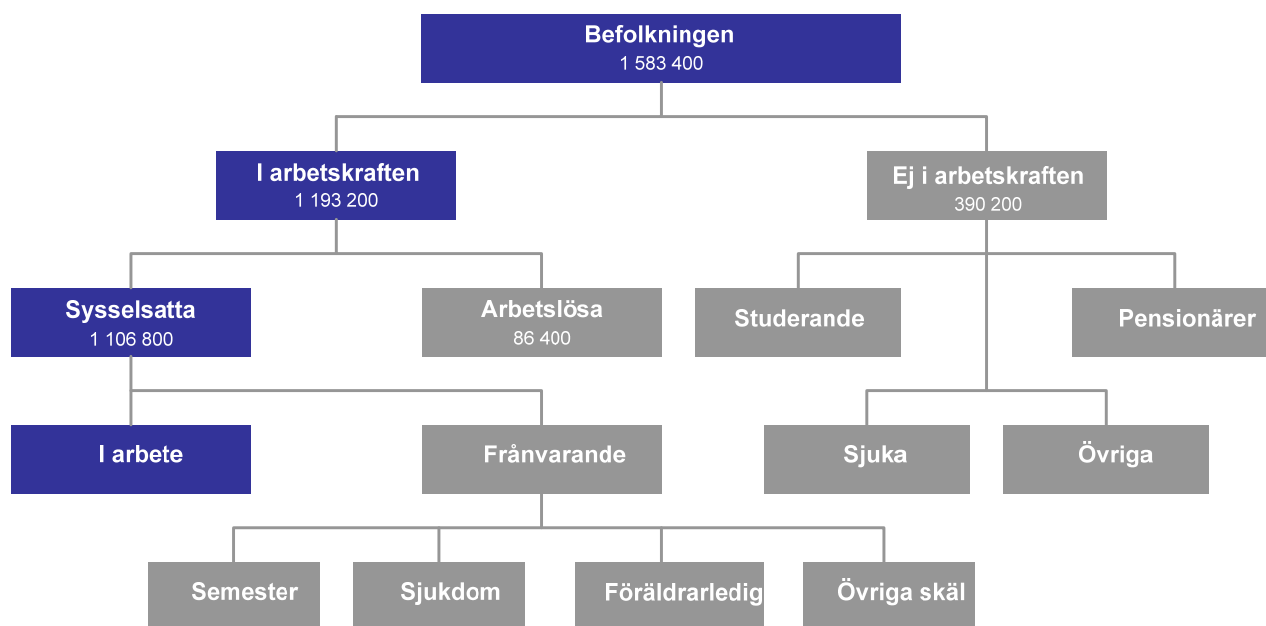 Befolkningen
1 583 400
I arbetskraften
1 193 200
Ej i arbetskraften
390 200
Sysselsatta
1 106 800
Arbetslösa
86 400
Studerande
Pensionärer
I arbete
Frånvarande
Sjuka
Övriga
Semester
Sjukdom
Föräldrarledig
Övriga skäl